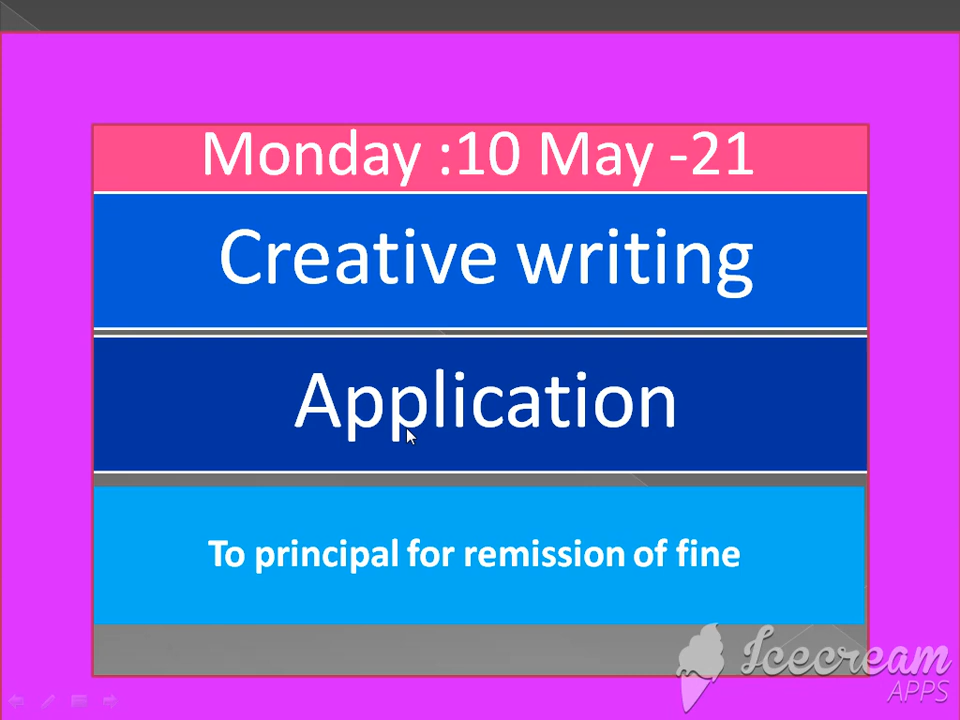 Monday :10 May -21
Creative writing
Application
To principal for remission of fine
Icecream
APPS